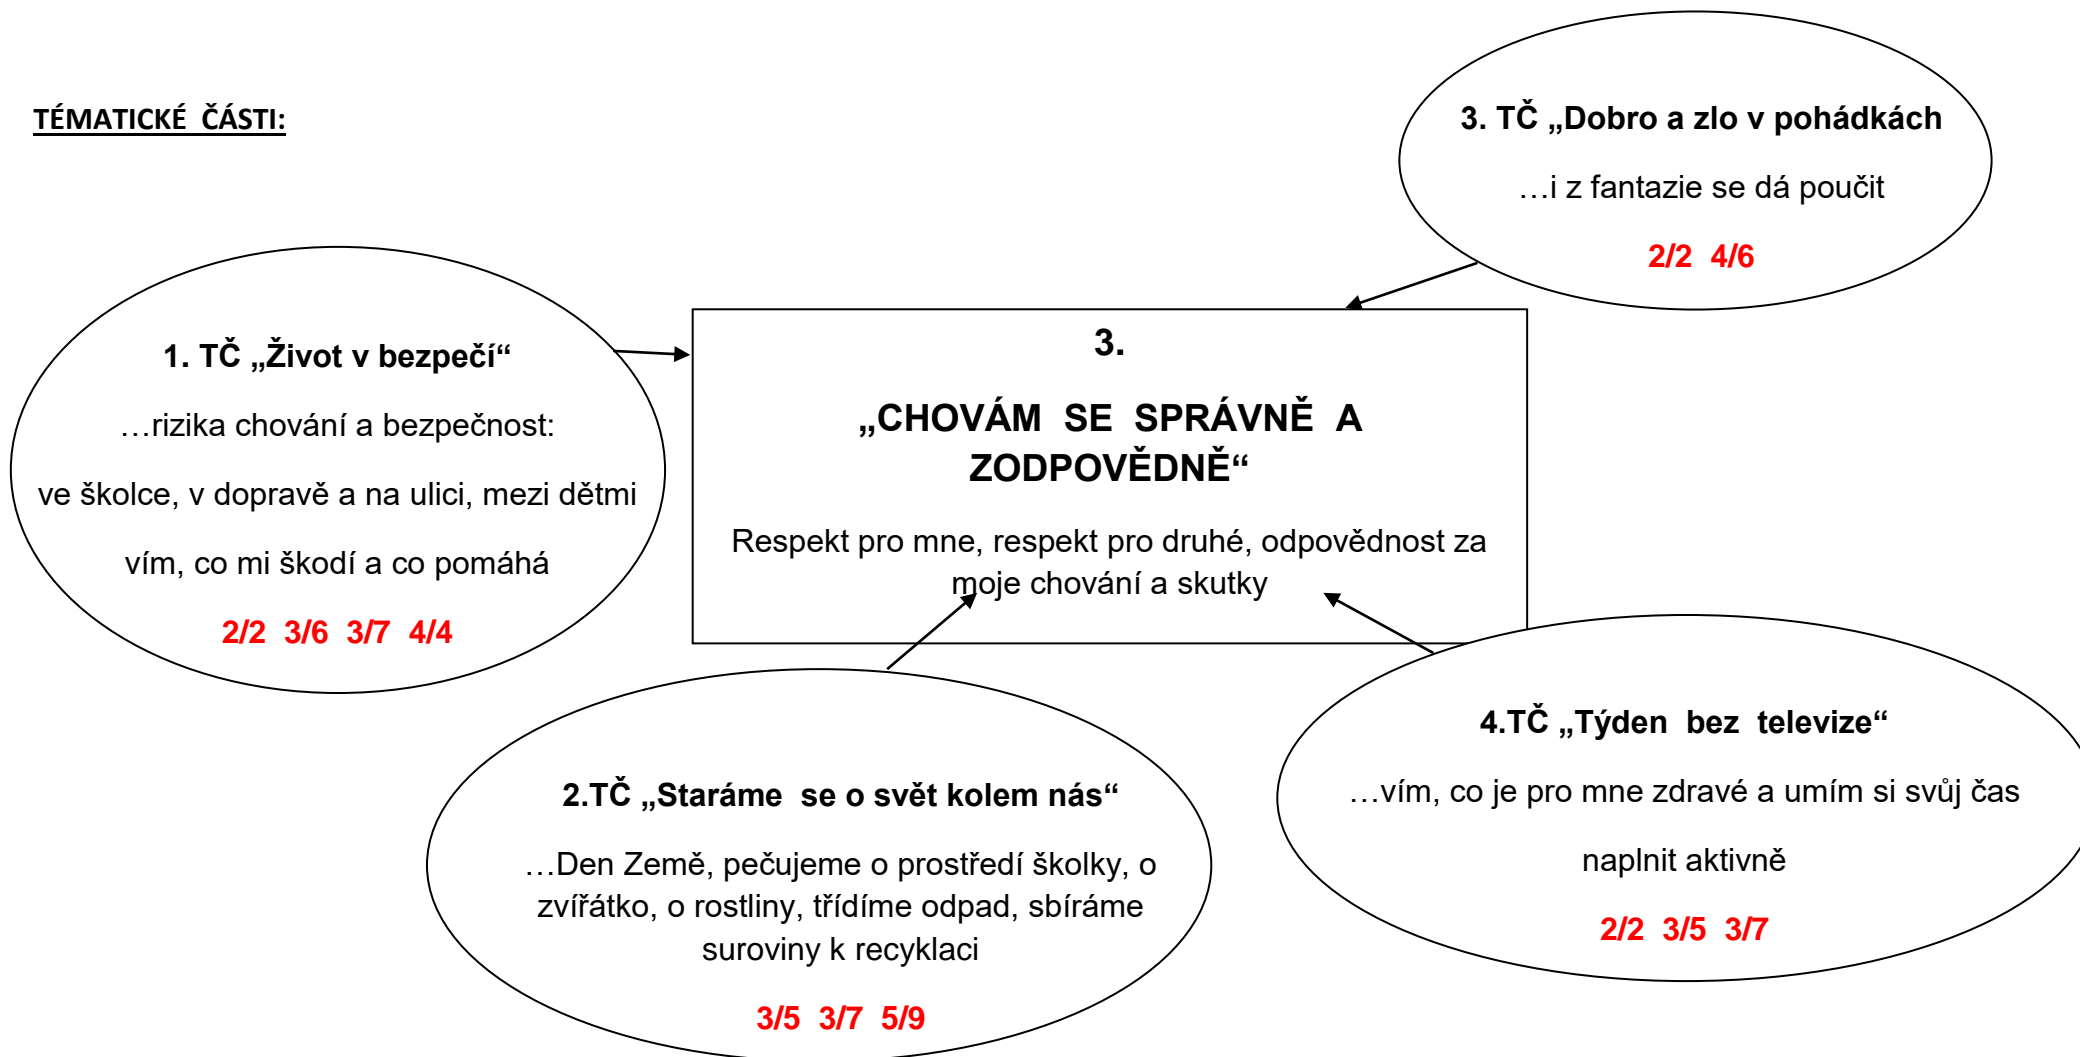 TÉMATICKÉ ČÁSTI:
3. TČ „Dobro a zlo v pohádkách
…i z fantazie se dá poučit
2/2 4/6
1. TČ „Život v bezpečí“
…rizika chování a bezpečnost:
ve školce, v dopravě a na ulici, mezi dětmi
vím, co mi škodí a co pomáhá
2/2 3/6 3/7 4/4
3.
„CHOVÁM SE SPRÁVNĚ A
ZODPOVĚDNĚ“
Respekt pro mne, respekt pro druhé, odpovědnost za
moje chování a skutky
2.TČ „Staráme se o svět kolem nás“
…Den Země, pečujeme o prostředí školky, o
zvířátko, o rostliny, třídíme odpad, sbíráme
suroviny k recyklaci
3/5 3/7 5/9
4.TČ „Týden bez televize“
…vím, co je pro mne zdravé a umím si svůj čas
naplnit aktivně
2/2 3/5 3/7